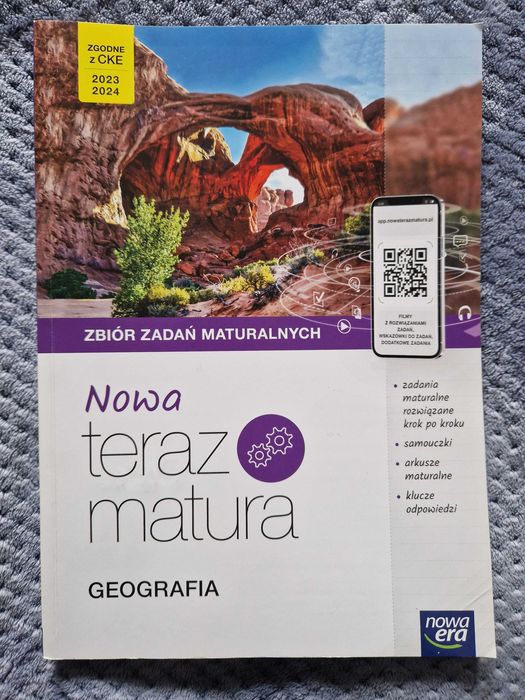 ZGODNE
z CKE
2023
2024
app.nowaterazmatura.pl
FILMY
Z ROZWIĄZANIAMI
ZADAŃ,
WSKAZÓWKI DO ZADAŃ,
DODATKOWE ZADANIA
ZBIÓR ZADAŃ MATURALNYCH
Nowa
teraz
matura
GEOGRAFIA
• zadania
maturalne
rozwiązane
krok po kroku
• samouczki
• arkusze
maturalne
• klucze
odpowiedzi
nowa
era